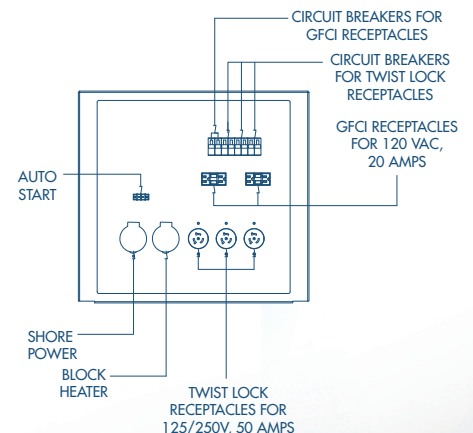 CIRCUIT BREAKERS FOR
GFCI RECEPTACLES
CIRCUIT BREAKERS
FOR TWIST LOCK
RECEPTACLES
GFCI RECEPTACLES
FOR 120 VAC,
20 AMPS
AUTO
START
SHORE
POWER
BLOCK
HEATER
TWIST LOCK
RECEPTACLES FOR
125/250V. 50 AMPS